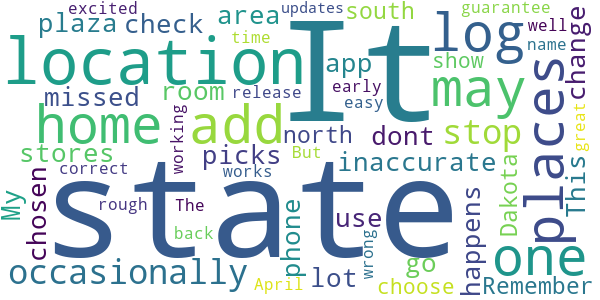 excited
updates
guarantee
plaza check
area
south
well
name
change
It
log
location
time
app
show
missed
room
release
early
easy
may
places
home add
north
dont
stop
great
This
stores
working
picks
But
inaccurate
My
chosen
correct
works
state
rough
The
back
phone
use
wrong
go
Dakota
happens
one
occasionally
lot
April
choose
Remember